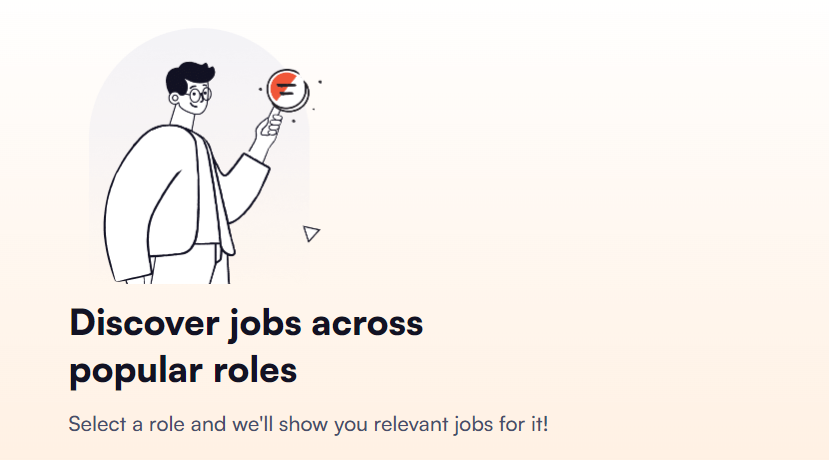 Discover jobs across
popular roles
Select a role and we'll show you relevant jobs for it!